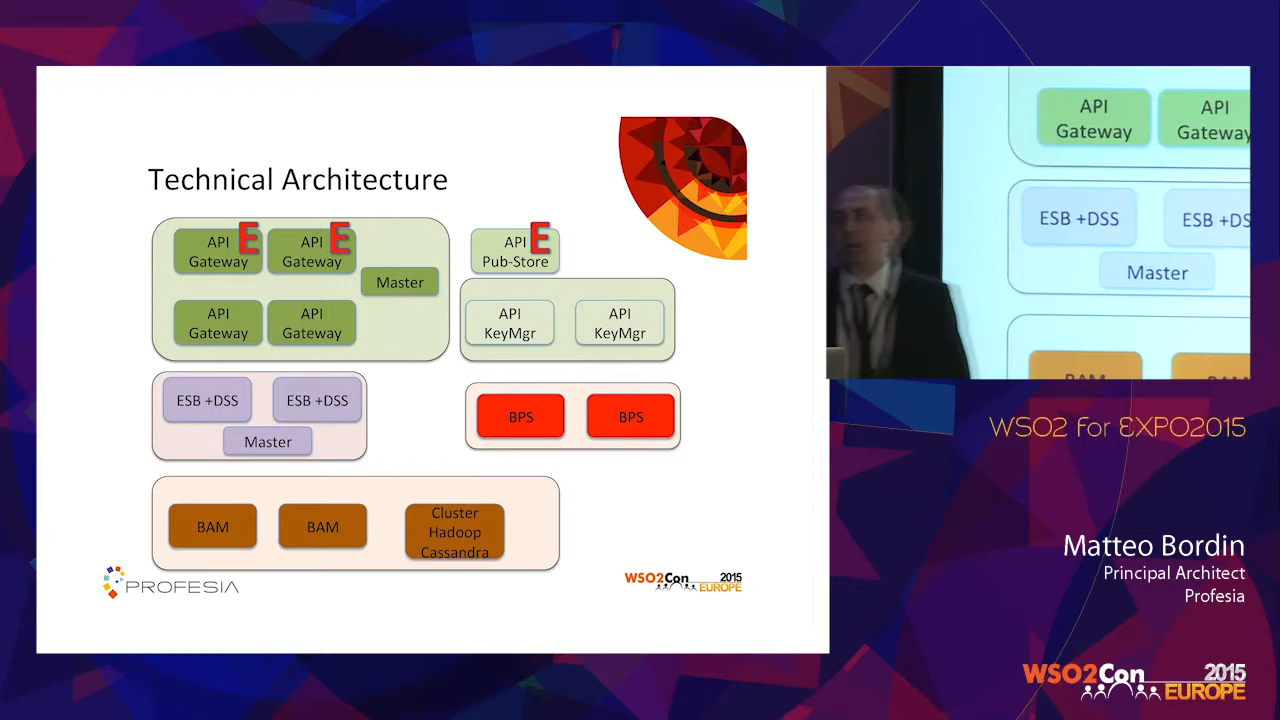 Technical Architecture
API
Gateway
E
API
Gateway
E
Master
API
Gateway
API
Gateway
API
Pub-Store
E
API
KeyMgr
API
KeyMgr
ESB +DSS
ESB +DSS
Master
BPS
BPS
BAM
BAM
Cluster
Hadoop
Cassandra
PROFESIA
WSO2Con 2015
EUROPE
API
Gateway
API
Gateway
ESB +DSS
ESB +DS
Master
BAM
BAM
WSO2 For EXPO2015
Matteo Bordin
Principal Architect
Profesia
WSO2Con 2015
EUROPE